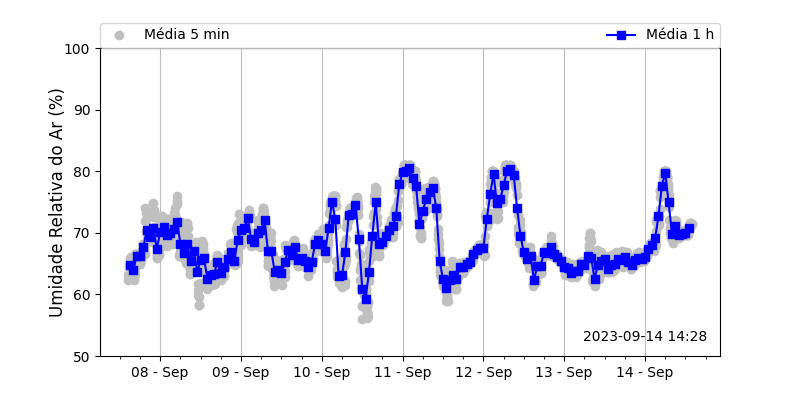 Média 5 min
Média 1 h
Umidade Relativa do Ar (%)
100
90
80
70
60
50
2023-09-14 14:28
08 - Sep
09 - Sep
10 - Sep
11 - Sep
12 - Sep
13 - Sep
14 - Sep